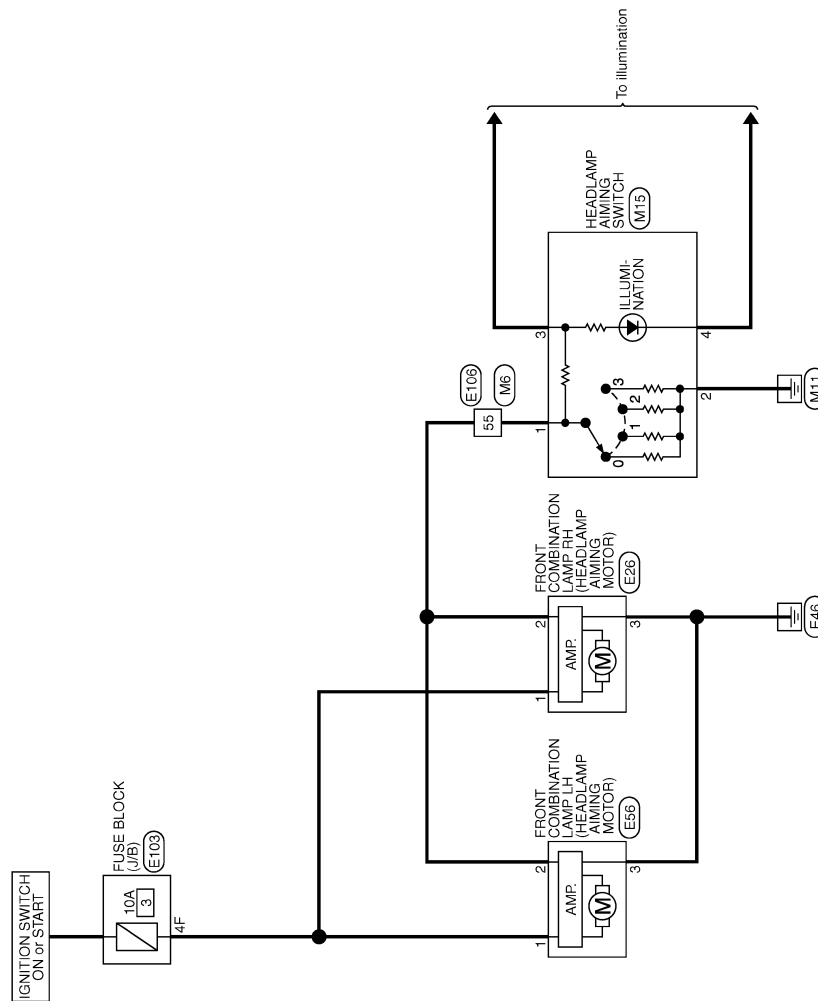 IGNITION SWITCH
ON or START
FUSE BLOCK
(J/B)
E103
10A
3
4F
FRONT
COMBINATION
LAMP LH
(HEADLAMP
AIMING
MOTOR)
E56
1
2
AMP.
M
3
FRONT
COMBINATION
LAMP RH
(HEADLAMP
AIMING
MOTOR)
E26
1
2
AMP.
M
3
E46
E106
M6
55
HEADLAMP
AIMING
SWITCH
M15
1
3
0
1
2
3
ILLUMI-
NATION
2
4
M11
To illumination